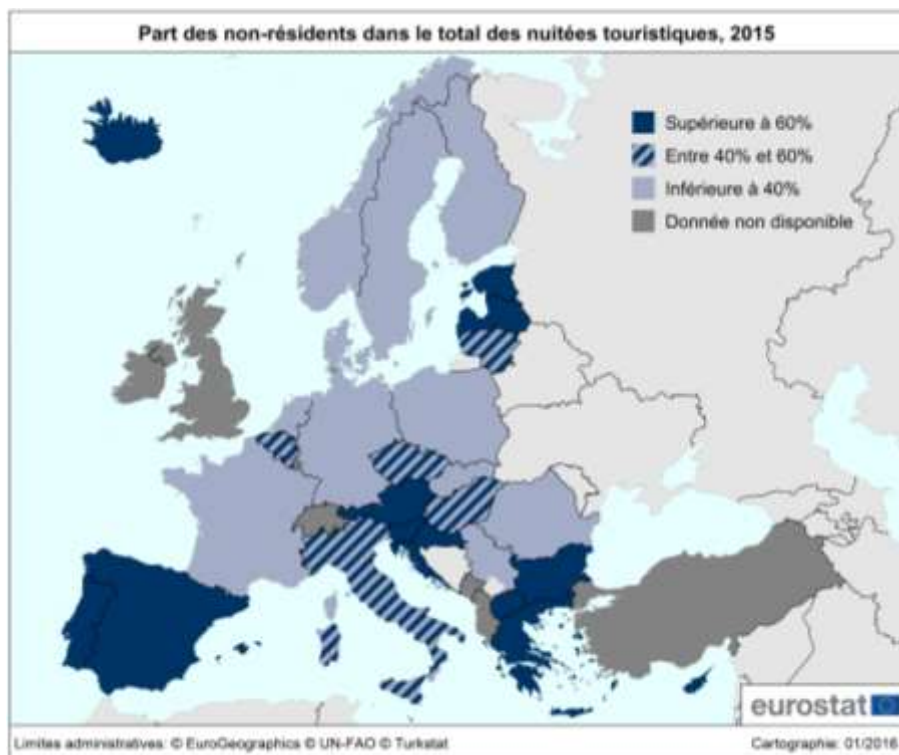 Part des non-résidents dans le total des nuitées touristiques, 2015
Supérieure à 60%
Entre 40% et 60%
Inférieure à 40%
Donnée non disponible
eurostat
Limites administratives: © EuroGeographics © UN-FAO © Turkstat
Cartographie: 01/2016